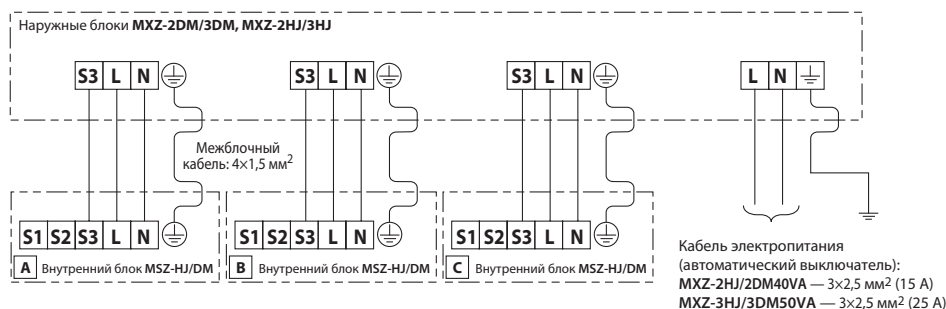 Наружные блоки MXZ-2DM/3DM, MXZ-2HJ/3HJ
S3 L N
S3 L N
S3 L N
L N
Межблочный
кабель: 4×1,5 мм²
S1 S2 S3 L N
S1 S2 S3 L N
S1 S2 S3 L N
A Внутренний блок MSZ-HJ/DM
B Внутренний блок MSZ-HJ/DM
C Внутренний блок MSZ-HJ/DM
Кабель электропитания
(автоматический выключатель):
MXZ-2HJ/2DM40VA — 3×2,5 мм² (15 А)
MXZ-3HJ/3DM50VA — 3×2,5 мм² (25 А)